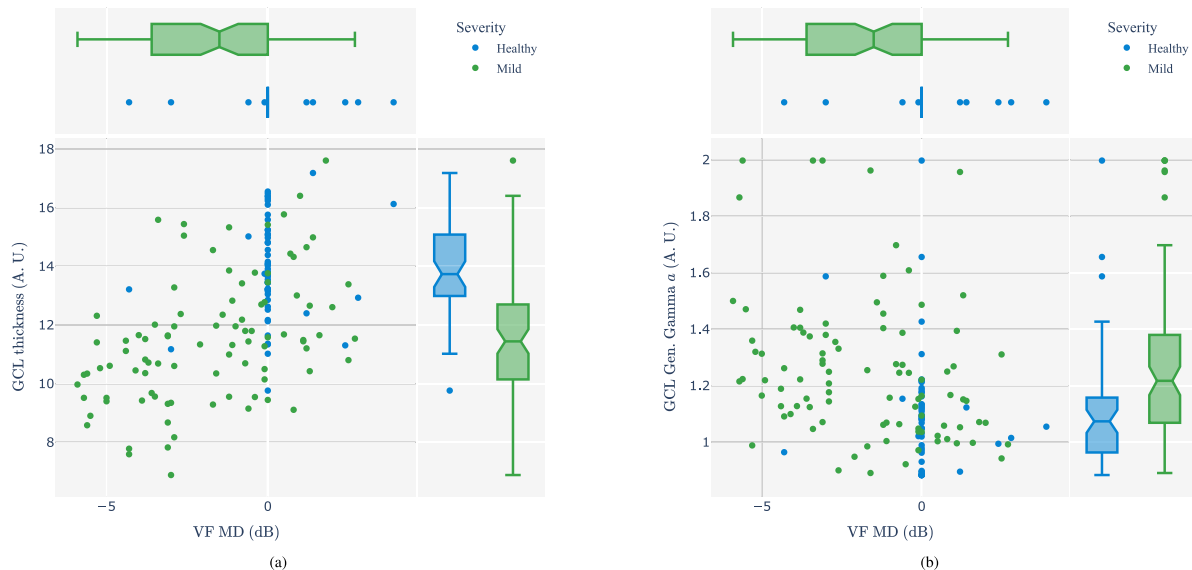 Severity
Healthy
Mild
18
16
14
12
10
8
GCL thickness (A. U.)
−5
0
VF MD (dB)
(a)
Severity
Healthy
Mild
2
1.8
1.6
1.4
1.2
1
GCL Gen. Gamma a (A. U.)
−5
0
VF MD (dB)
(b)